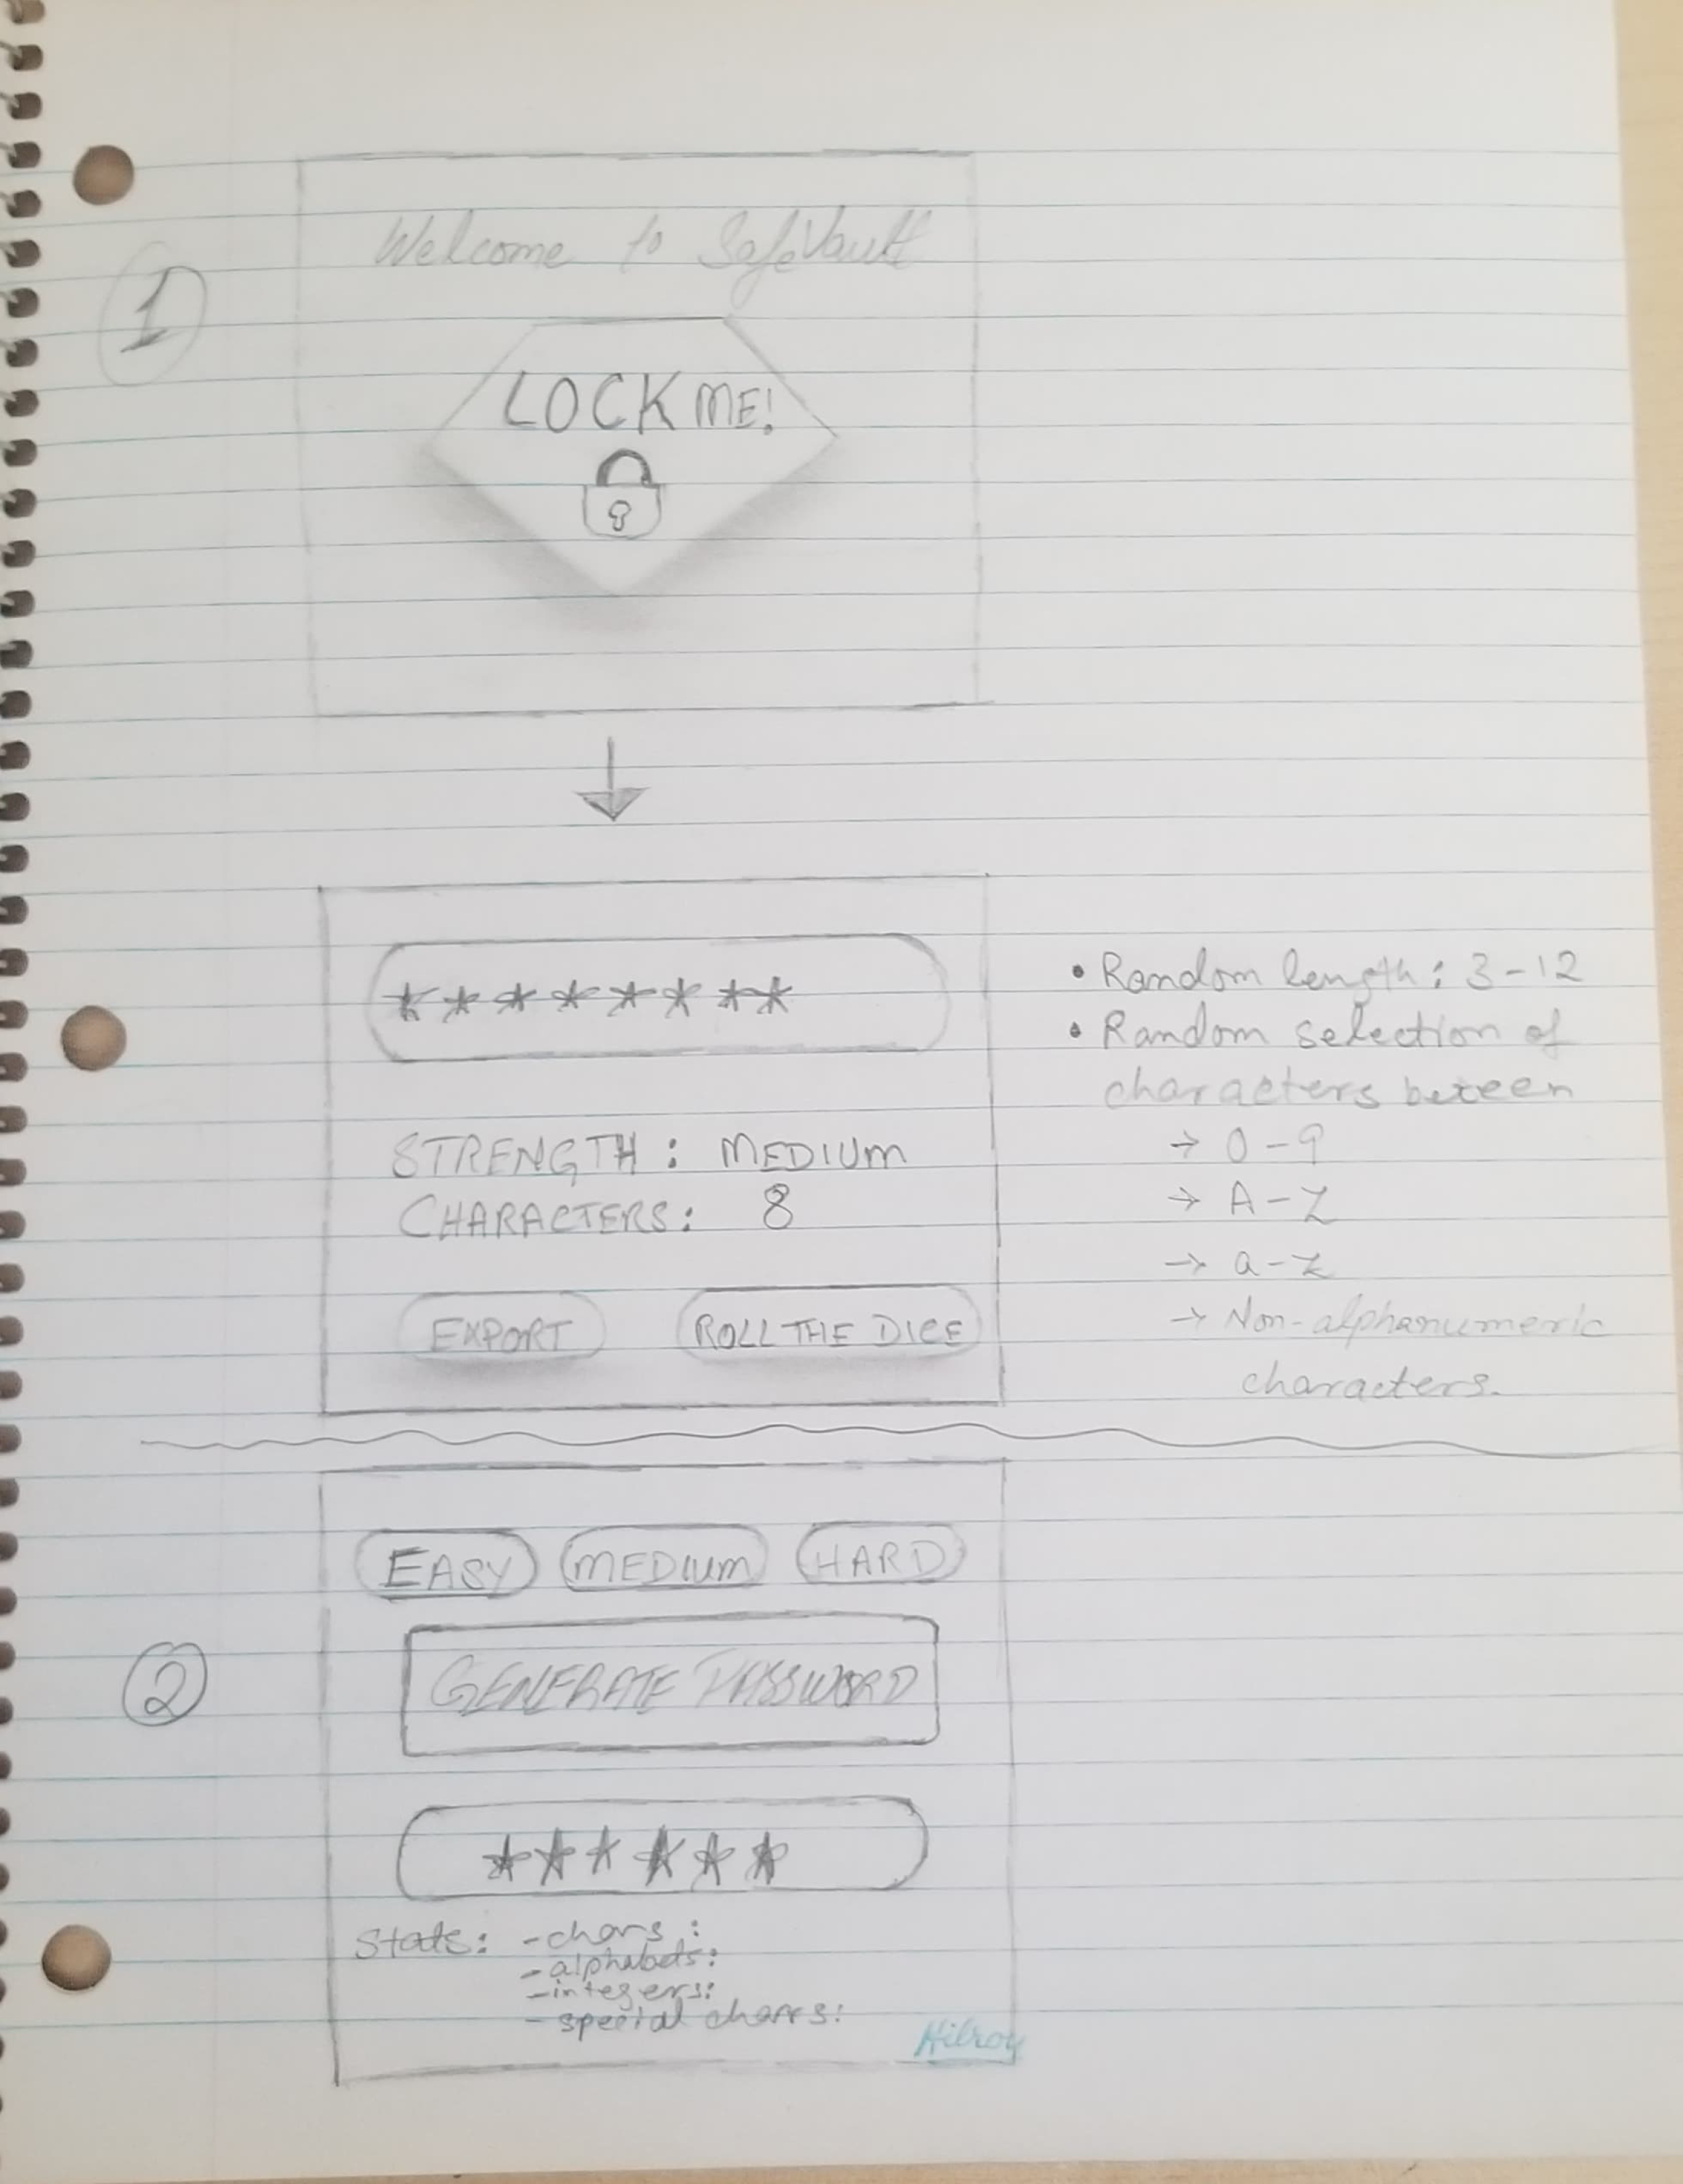 1
Welcome to SafeVault
LOCK ME!
********
STRENGTH: MEDIUM
CHARACTERS: 8
EXPORT ROLL THE DICE
• Random length: 3-12
• Random selection of
characters beteen
→ 0-9
→ A-Z
→ a-z
→ Non-alphanumeric
characters.
2
EASY MEDIUM HARD
GENERATE PASSWORD
******
Stats: - chars :
- alphabets:
- integers:
- special chars:
Hilroy